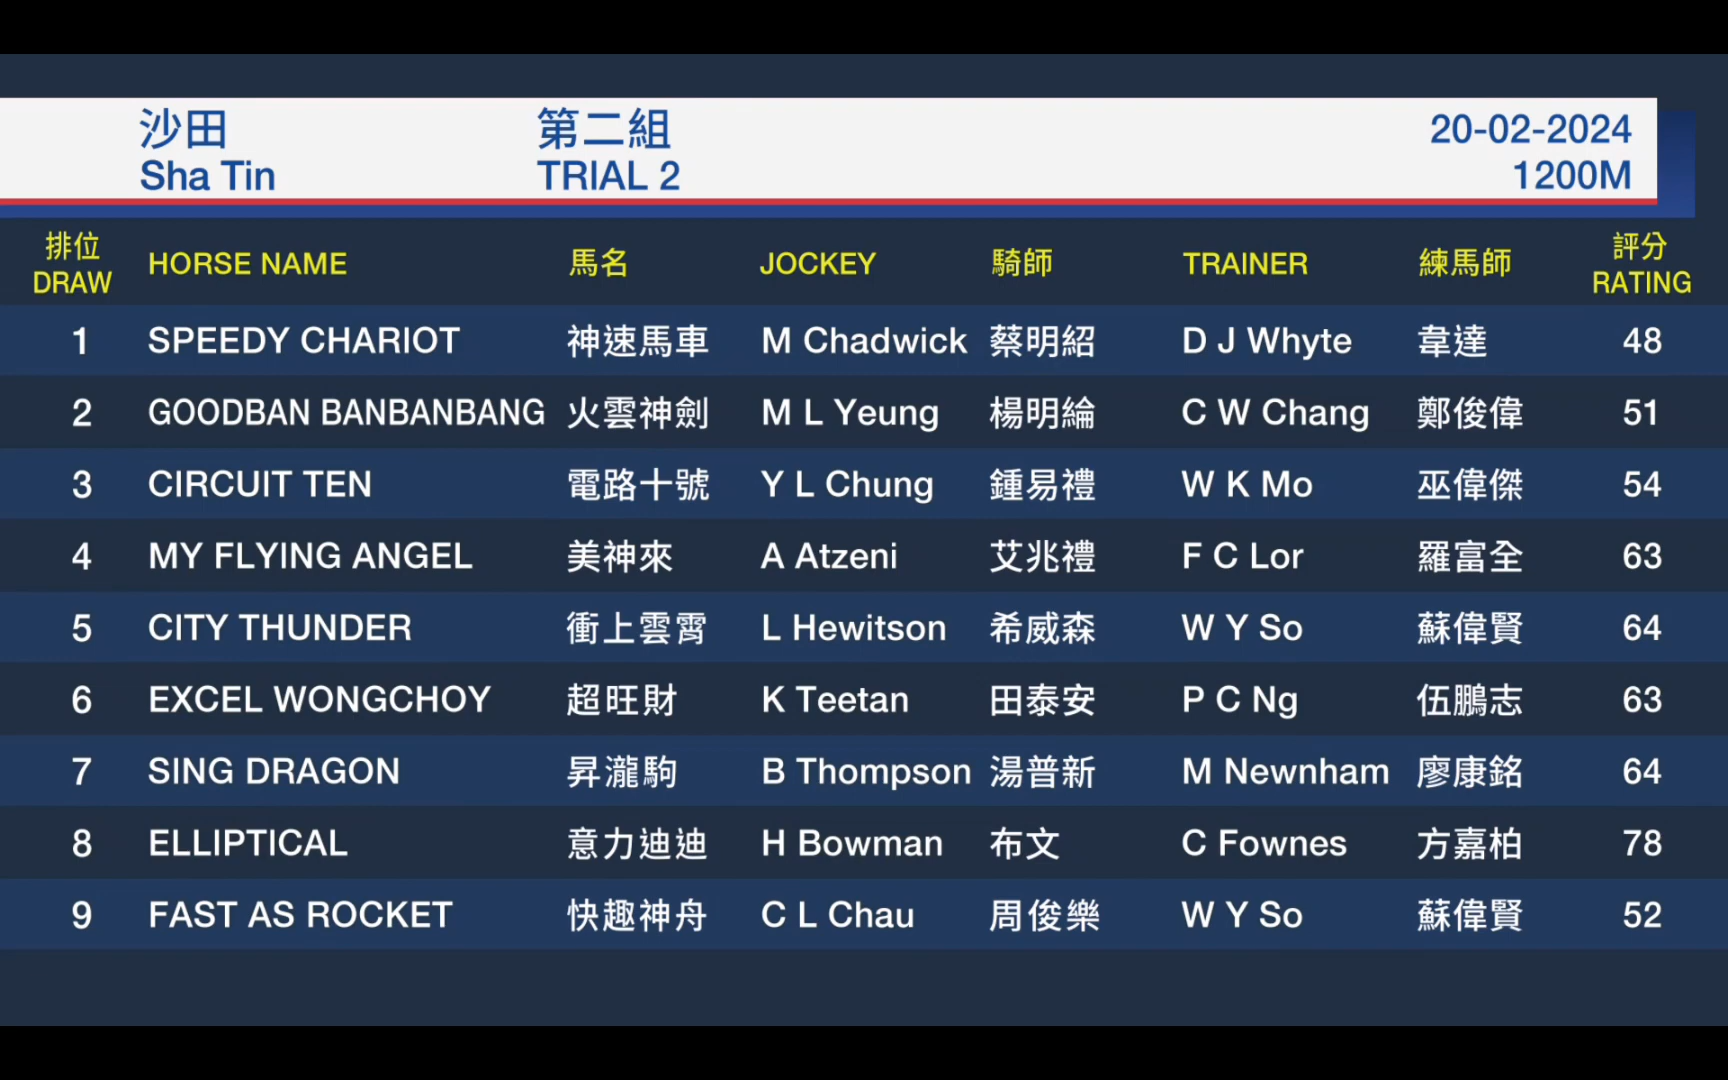 沙田 第二組 20-02-2024
Sha Tin TRIAL 2 1200M
排位 評分
DRAW HORSE NAME 馬名 JOCKEY 騎師 TRAINER 練馬師 RATING
1 SPEEDY CHARIOT 神速馬車 M Chadwick 蔡明紹 D J Whyte 韋達 48
2 GOODBAN BANBANBANG 火雲神劍 M L Yeung 楊明綸 C W Chang 鄭俊偉 51
3 CIRCUIT TEN 電路十號 Y L Chung 鍾易禮 W K Mo 巫偉傑 54
4 MY FLYING ANGEL 美神來 A Atzeni 艾兆禮 F C Lor 羅富全 63
5 CITY THUNDER 衝上雲霄 L Hewitson 希威森 W Y So 蘇偉賢 64
6 EXCEL WONGCHOY 超旺財 K Teetan 田泰安 P C Ng 伍鵬志 63
7 SING DRAGON 昇瀧駒 B Thompson 湯普新 M Newnham 廖康銘 64
8 ELLIPTICAL 意力迪迪 H Bowman 布文 C Fownes 方嘉柏 78
9 FAST AS ROCKET 快趣神舟 C L Chau 周俊樂 W Y So 蘇偉賢 52